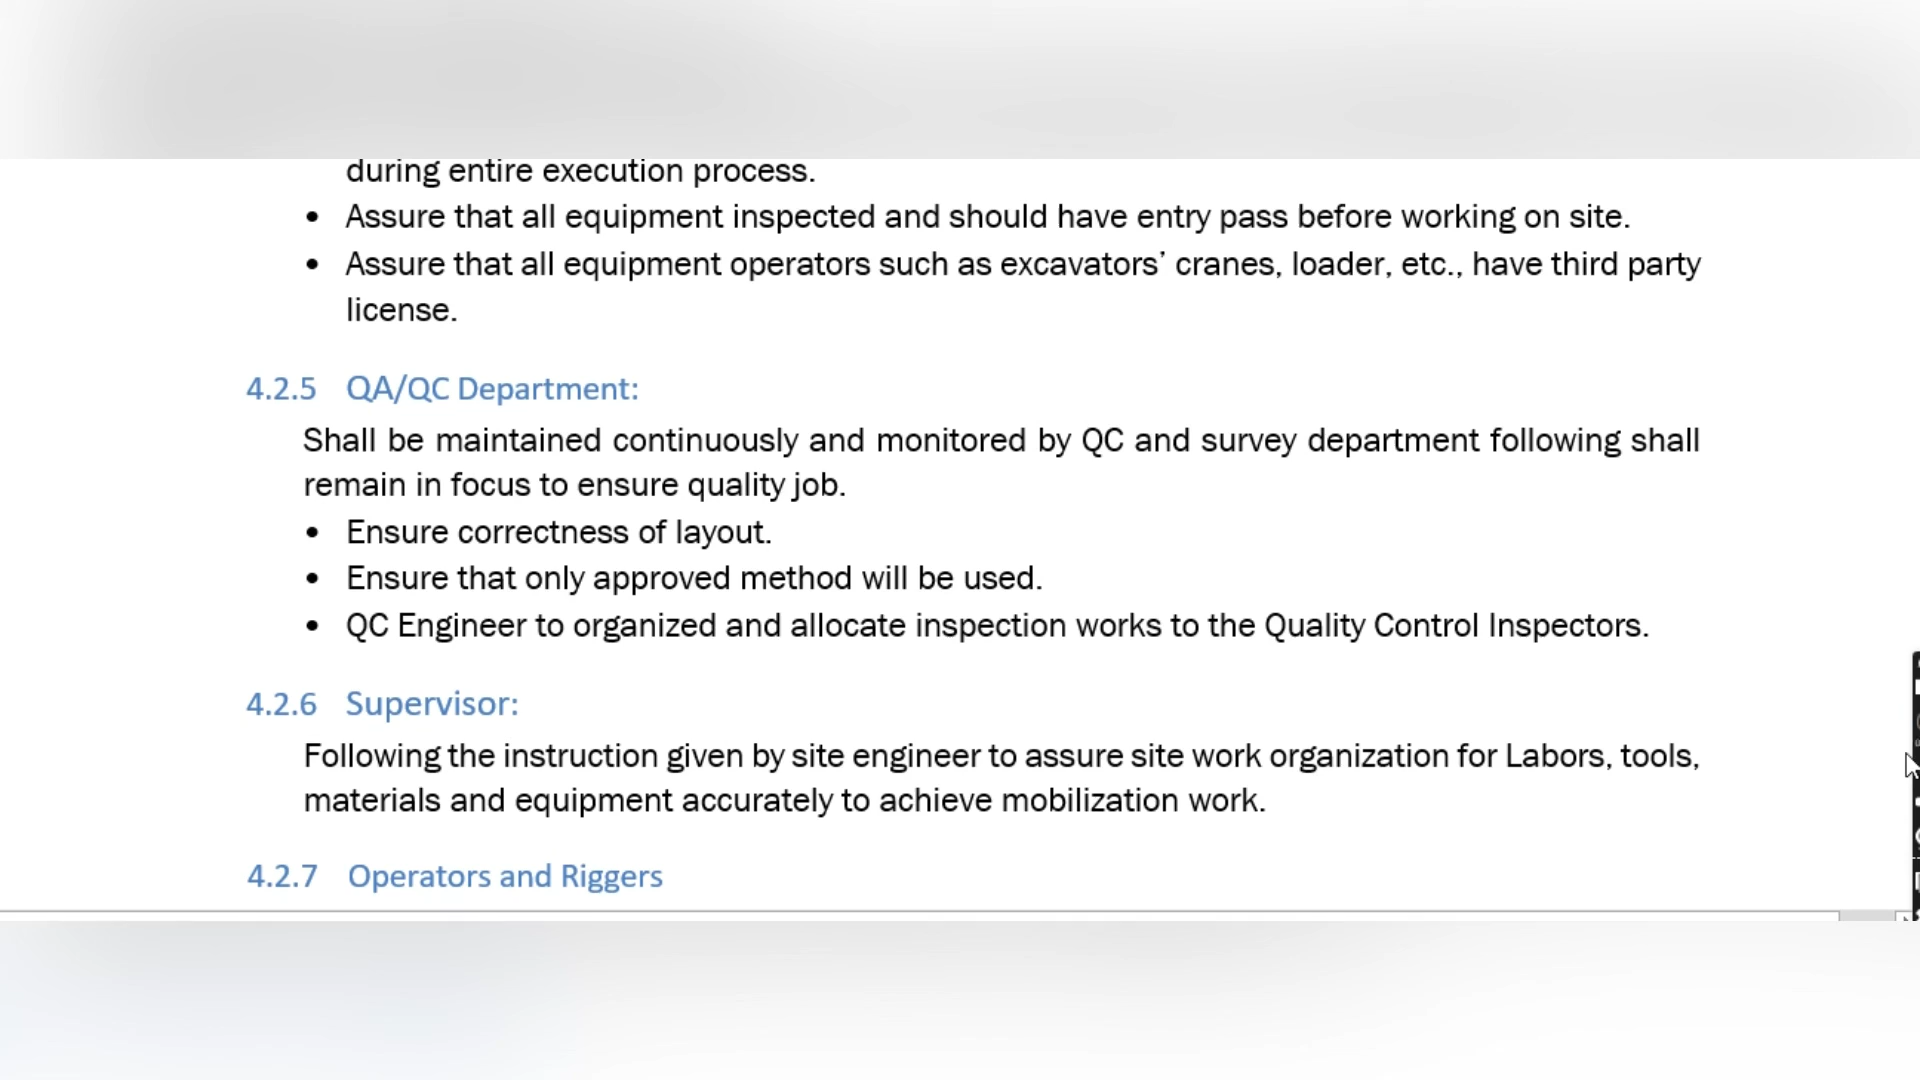 during entire execution process.
• Assure that all equipment inspected and should have entry pass before working on site.
• Assure that all equipment operators such as excavators’ cranes, loader, etc., have third party
license.
4.2.5 QA/QC Department:
Shall be maintained continuously and monitored by QC and survey department following shall
remain in focus to ensure quality job.
• Ensure correctness of layout.
• Ensure that only approved method will be used.
• QC Engineer to organized and allocate inspection works to the Quality Control Inspectors.
4.2.6 Supervisor:
Following the instruction given by site engineer to assure site work organization for Labors, tools,
materials and equipment accurately to achieve mobilization work.
4.2.7 Operators and Riggers